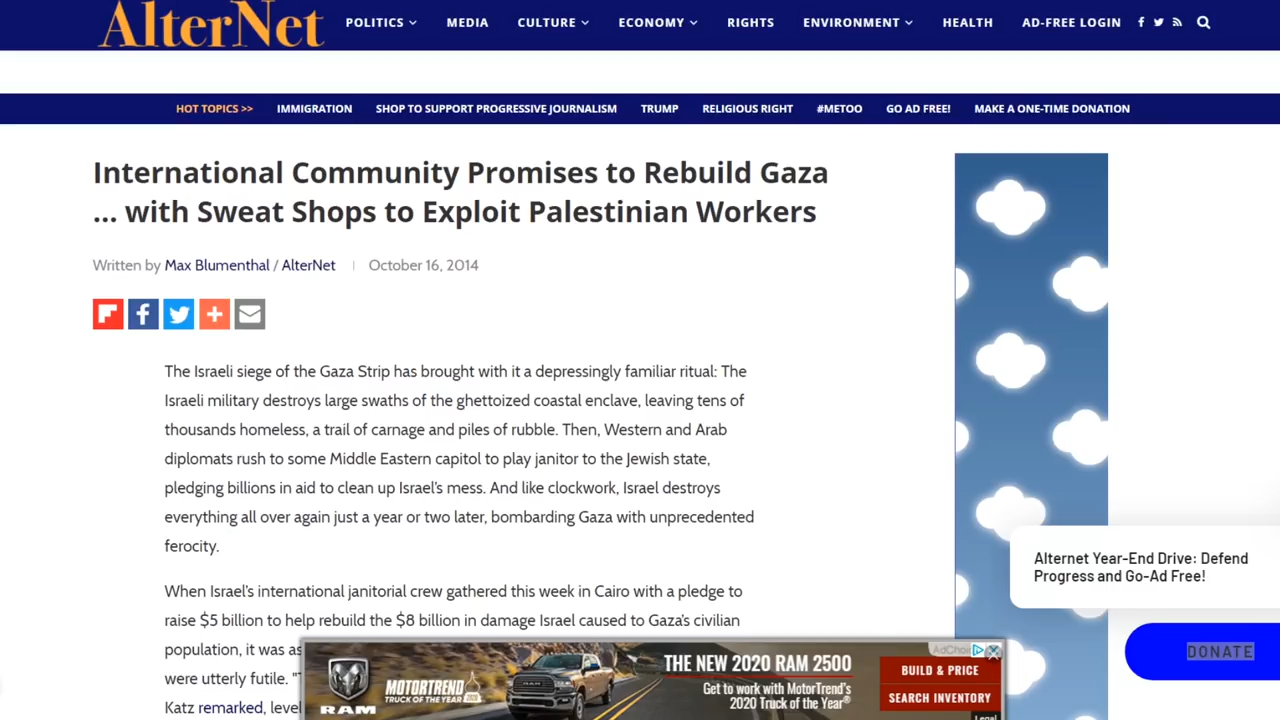 AlterNet
POLITICS MEDIA CULTURE ECONOMY RIGHTS ENVIRONMENT HEALTH AD-FREE LOGIN
HOT TOPICS >> IMMIGRATION SHOP TO SUPPORT PROGRESSIVE JOURNALISM TRUMP RELIGIOUS RIGHT #METOO GO AD FREE! MAKE A ONE-TIME DONATION
International Community Promises to Rebuild Gaza
... with Sweat Shops to Exploit Palestinian Workers
Written by Max Blumenthal / AlterNet October 16, 2014
The Israeli siege of the Gaza Strip has brought with it a depressingly familiar ritual: The
Israeli military destroys large swaths of the ghettoized coastal enclave, leaving tens of
thousands homeless, a trail of carnage and piles of rubble. Then, Western and Arab
diplomats rush to some Middle Eastern capitol to play janitor to the Jewish state,
pledging billions in aid to clean up Israel's mess. And like clockwork, Israel destroys
everything all over again just a year or two later, bombarding Gaza with unprecedented
ferocity.
When Israel's international janitorial crew gathered this week in Cairo with a pledge to
raise $5 billion to help rebuild the $8 billion in damage Israel caused to Gaza's civilian
population, it was as
were utterly futile. "
Katz remarked, level
Alternet Year-End Drive: Defend
Progress and Go-Ad Free!
DONATE
RAM
MOTORTREND
TRUCK OF THE YEAR
THE NEW 2020 RAM 2500
Get to work with MotorTrend's
2020 Truck of the Year®
AdChoi
BUILD & PRICE
SEARCH INVENTORY
Legal